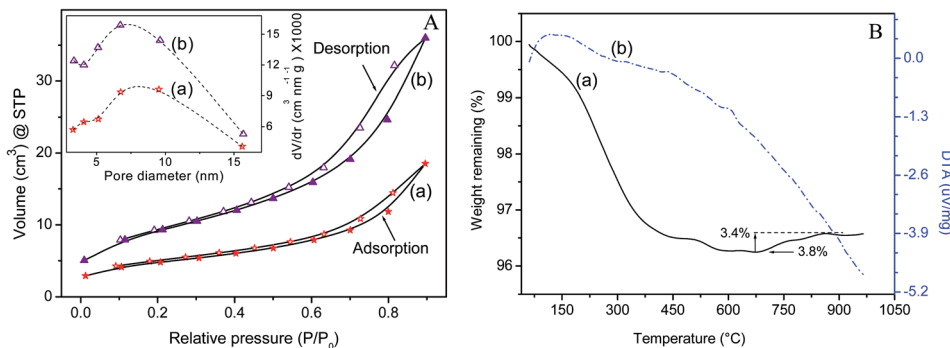 A
Volume (cm³) @ STP
30
20
10
0
0.0
0.2
0.4
0.6
0.8
Relative pressure (P/P₀)
Desorption
Adsorption
(b)
(a)
(b)
(a)
15
12
9
6
dV/dr (cm³ nm⁻¹ g⁻¹) X1000
5
10
15
Pore diameter (nm)
B
Weight remaining (%)
100
99
98
97
96
150
300
450
600
750
900
1050
Temperature (°C)
(a)
(b)
3.4%
3.8%
0.0
-1.3
-2.6
-3.9
-5.2
DTA (uv/mg)